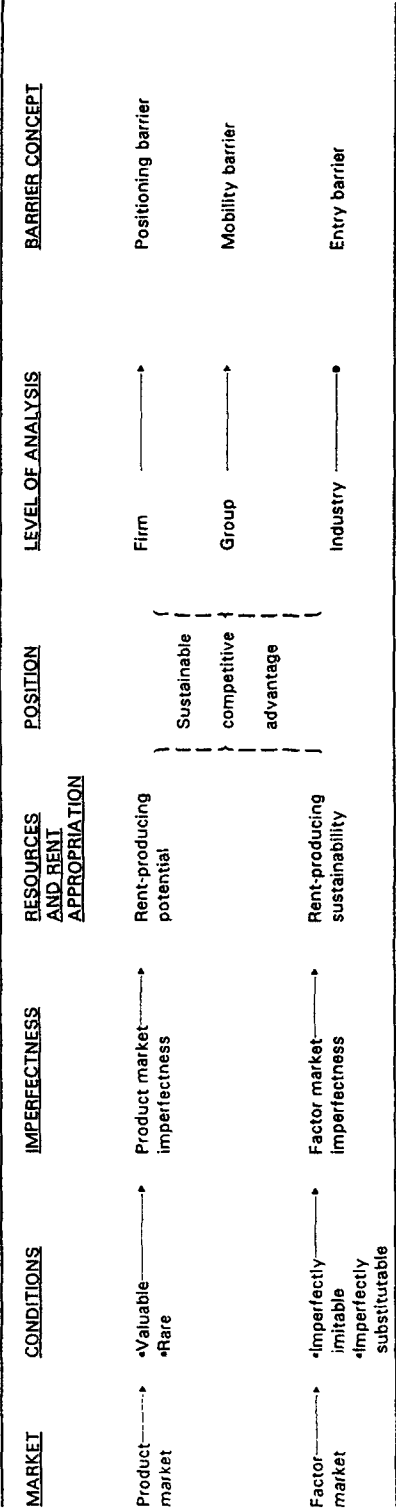 MARKET
CONDITIONS
IMPERFECTNESS
RESOURCES
AND RENT
APPROPRIATION
POSITION
LEVEL OF ANALYSIS
BARRIER CONCEPT
Product
market
•Valuable
•Rare
Product market
imperfectness
Rent-producing
potential
Sustainable
competitive
advantage
Firm
Positioning barrier
Group
Mobility barrier
Factor
market
•Imperfectly
imitable
•Imperfectly
substitutable
Factor market
imperfectness
Rent-producing
sustainability
Industry
Entry barrier